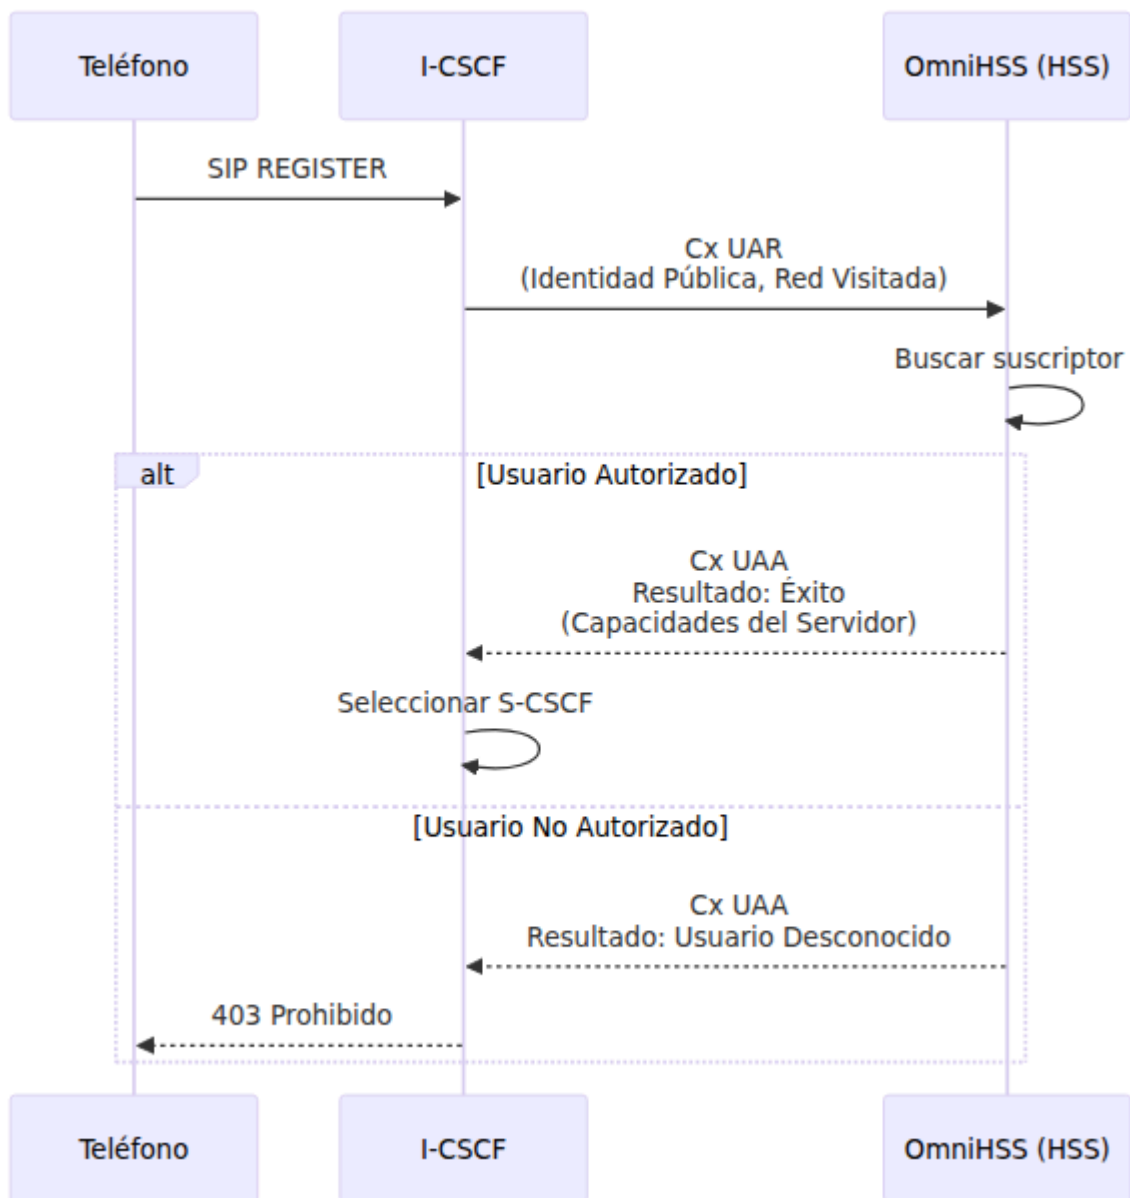 Teléfono
I-CSCF
OmniHSS (HSS)
SIP REGISTER
Cx UAR
(Identidad Pública, Red Visitada)
Buscar suscriptor
alt
[Usuario Autorizado]
Cx UAA
Resultado: Éxito
(Capacidades del Servidor)
Seleccionar S-CSCF
[Usuario No Autorizado]
Cx UAA
Resultado: Usuario Desconocido
403 Prohibido
Teléfono
I-CSCF
OmniHSS (HSS)